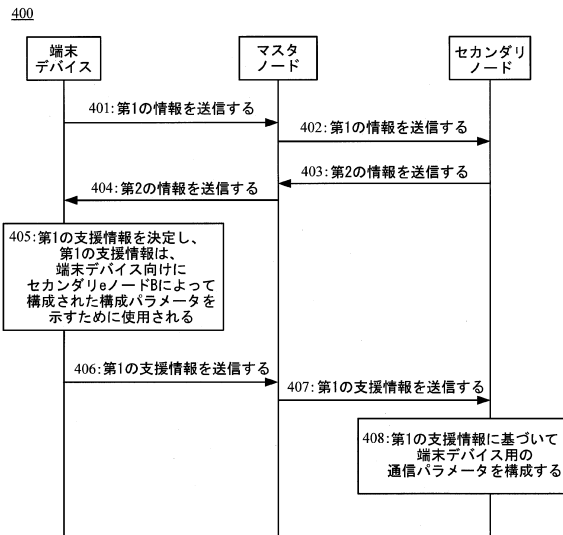 400
端末
デバイス
マスタ
ノード
セカンダリ
ノード
401:第1の情報を送信する
402:第1の情報を送信する
403:第2の情報を送信する
404:第2の情報を送信する
405:第1の支援情報を決定し、
第1の支援情報は、
端末デバイス向けに
セカンダリeノードBによって
構成された構成パラメータを
示すために使用される
406:第1の支援情報を送信する
407:第1の支援情報を送信する
408:第1の支援情報に基づいて
端末デバイス用の
通信パラメータを構成する